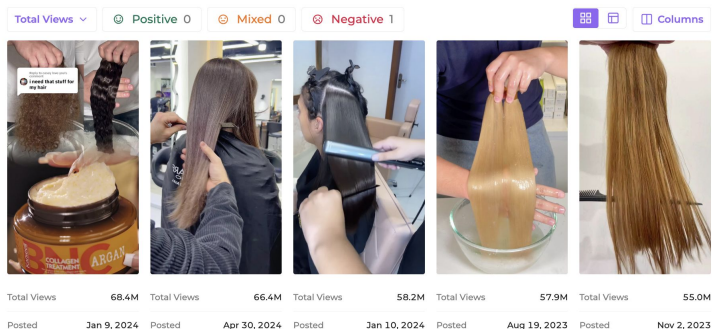 Total Views
Positive 0
Mixed 0
Negative 1
Columns
i need that stuff for
my hair
BNC
COLLAGEN
TREATMENT
ARGAN
Total Views 68.4M
Posted Jan 9, 2024
Total Views 66.4M
Posted Apr 30, 2024
Total Views 58.2M
Posted Jan 10, 2024
Total Views 57.9M
Posted Aug 19, 2023
Total Views 55.0M
Posted Nov 2, 2023